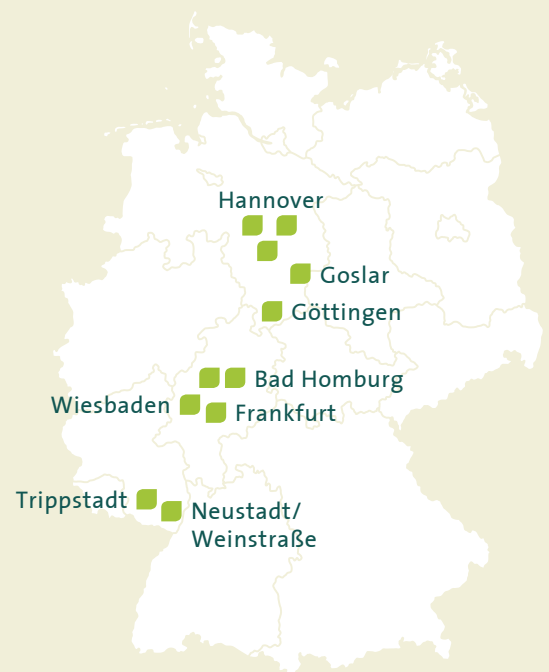 Hannover
Goslar
Göttingen
Bad Homburg
Wiesbaden
Frankfurt
Trippstadt
Neustadt/
Weinstraße